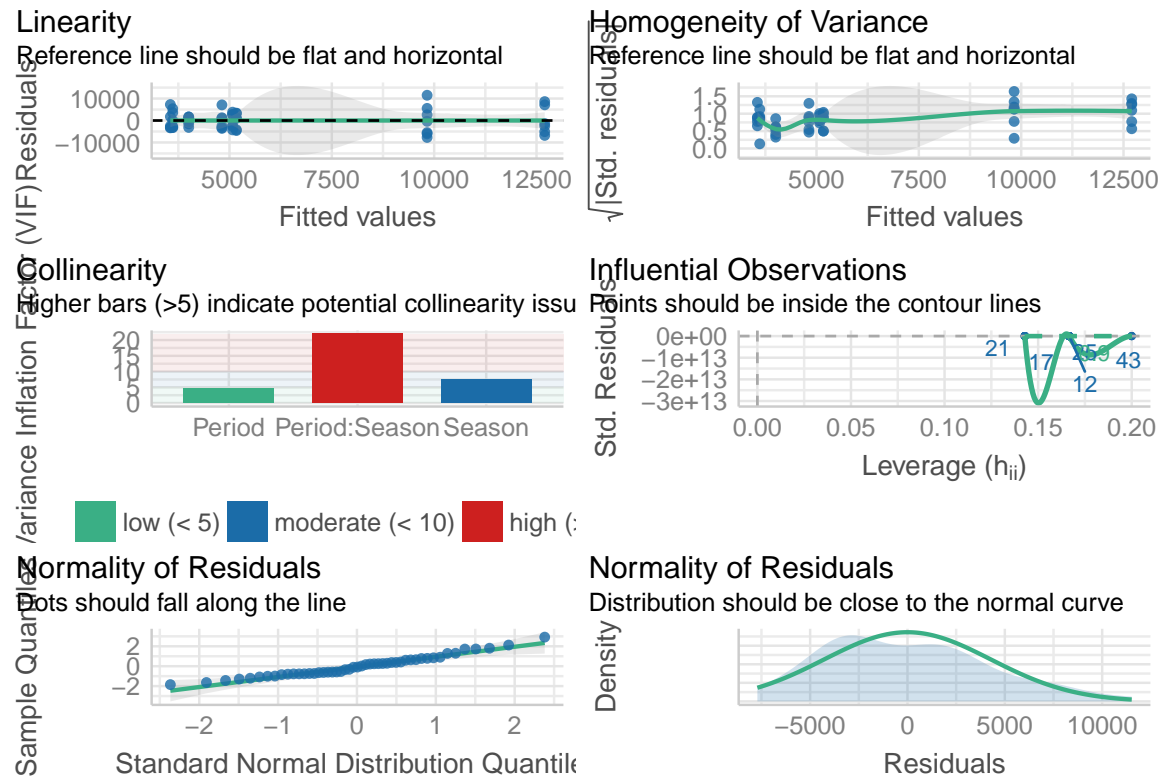 Linearity
Reference line should be flat and horizontal
Residuals
10000
0
−10000
5000 7500 10000 12500
Fitted values
Homogeneity of Variance
Reference line should be flat and horizontal
√|Std. residuals|
1.5
1.0
0.5
0.0
5000 7500 10000 12500
Fitted values
Collinearity
Higher bars (>5) indicate potential collinearity issu
Variance Inflation Factor (VIF)
20
15
10
5
0
Period Period:Season Season
low (< 5) moderate (< 10) high (
Influential Observations
Points should be inside the contour lines
Std. Residuals
0e+00
−1e+13
−2e+13
−3e+13
21 17 43
12
0.00 0.05 0.10 0.15 0.20
Leverage (hii)
Normality of Residuals
Dots should fall along the line
Sample Quantiles
2
0
−2
−2 −1 0 1 2
Standard Normal Distribution Quantile
Normality of Residuals
Distribution should be close to the normal curve
Density
−5000 0 5000 10000
Residuals